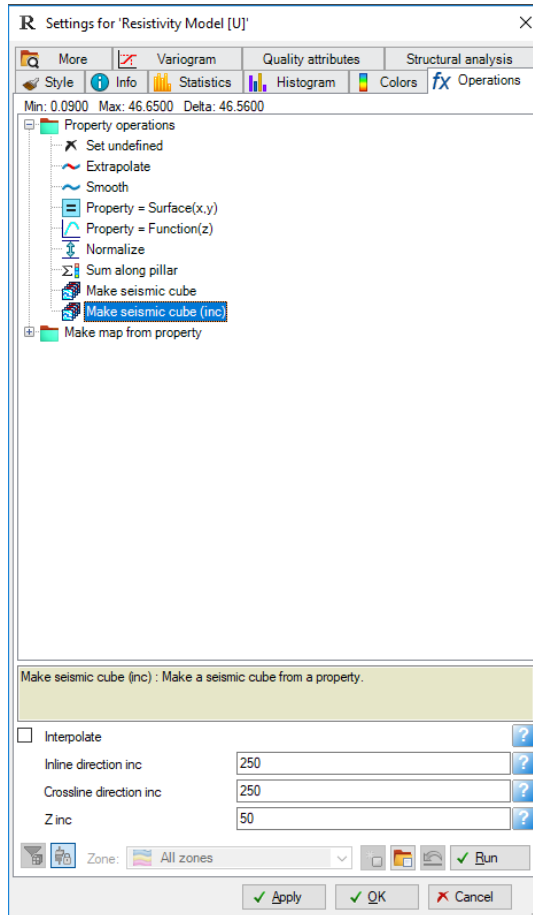 R Settings for 'Resistivity Model [U]'
More Variogram Quality attributes Structural analysis
Style Info Statistics Histogram Colors fx Operations
Min: 0.0900 Max: 46.6500 Delta: 46.5600
Property operations
Set undefined
Extrapolate
Smooth
Property = Surface(x,y)
Property = Function(z)
Normalize
Sum along pillar
Make seismic cube
Make seismic cube (inc)
Make map from property
Make seismic cube (inc) : Make a seismic cube from a property.
Interpolate ?
Inline direction inc 250 ?
Crossline direction inc 250 ?
Z inc 50 ?
Zone: All zones Run
Apply OK Cancel